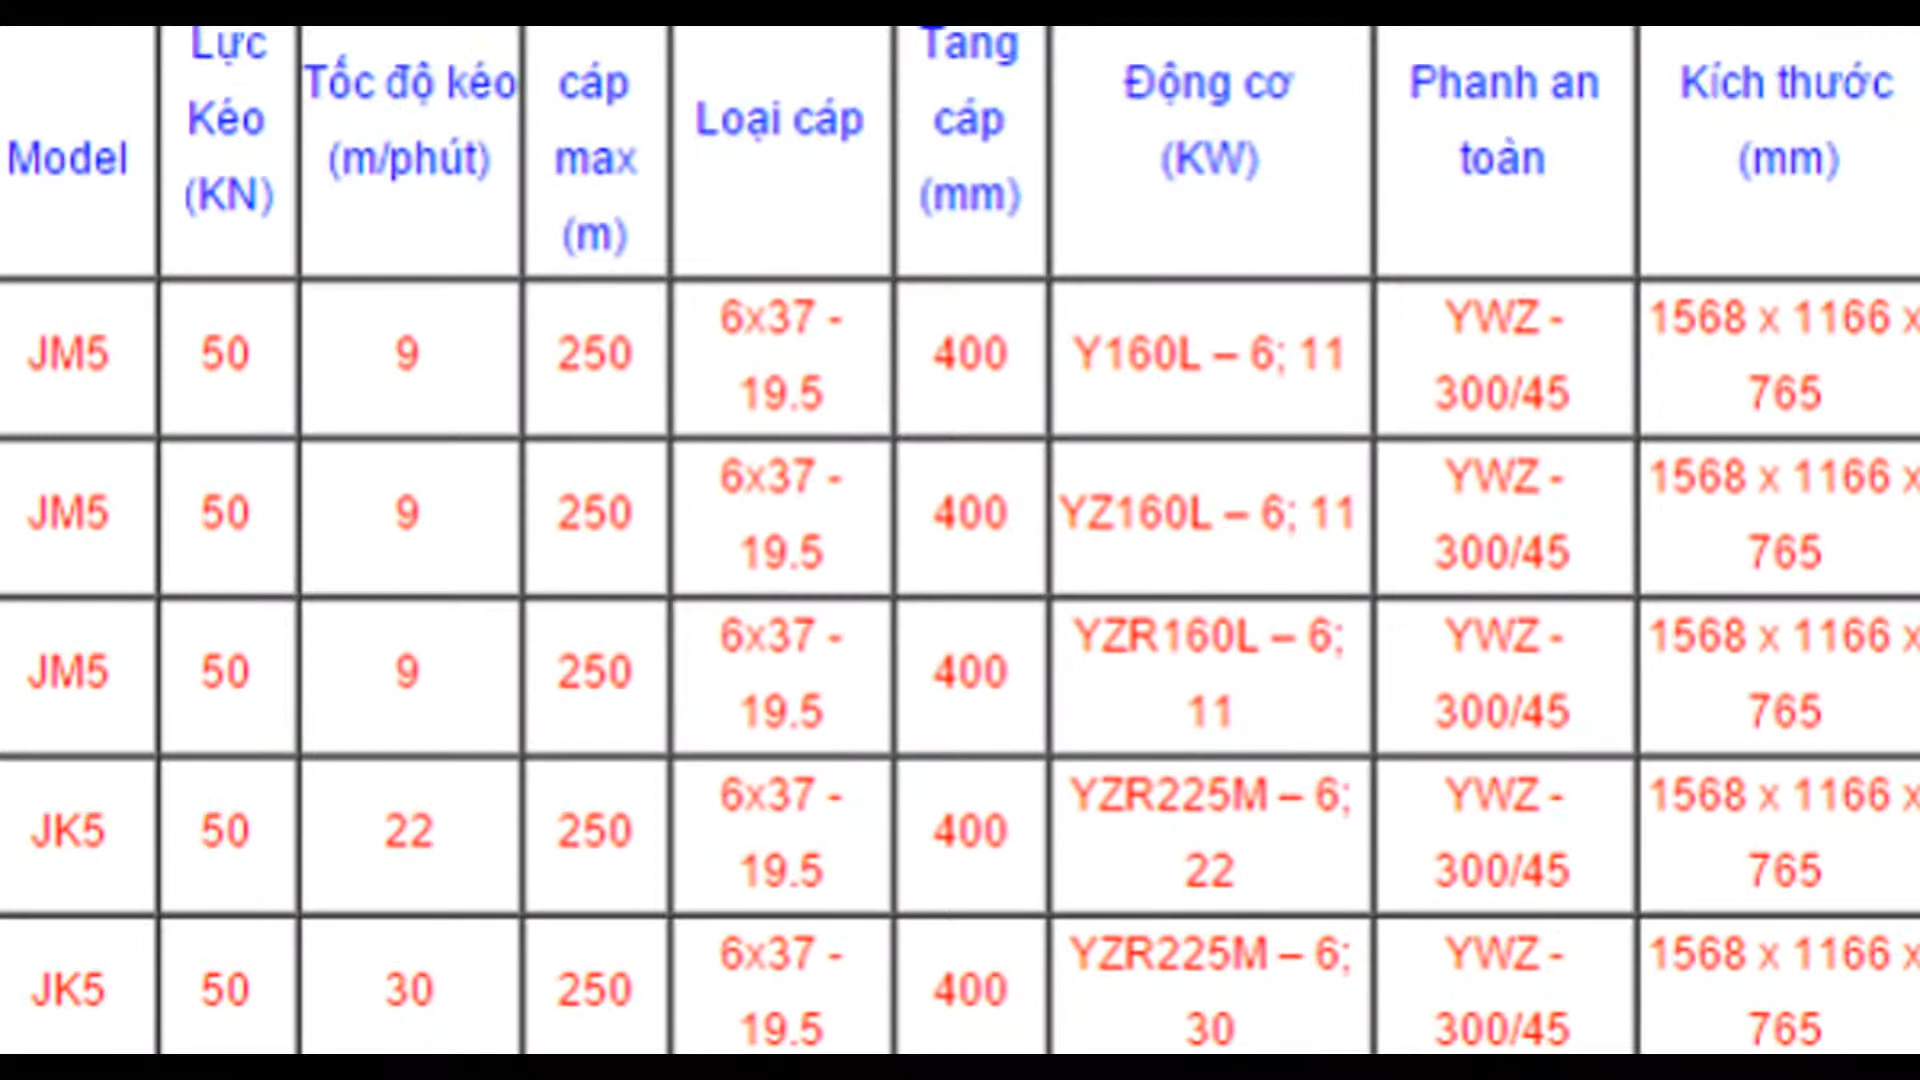 Model
Lực
Kéo
(KN)
Tốc độ kéo
(m/phút)
cáp
max
(m)
Loại cáp
Tang
cáp
(mm)
Động cơ
(KW)
Phanh an
toàn
Kích thước
(mm)
JM5
50
9
250
6x37 -
19.5
400
Y160L – 6; 11
YWZ -
300/45
1568 x 1166 x
765
JM5
50
9
250
6x37 -
19.5
400
YZ160L – 6; 11
YWZ -
300/45
1568 x 1166 x
765
JM5
50
9
250
6x37 -
19.5
400
YZR160L – 6;
11
YWZ -
300/45
1568 x 1166 x
765
JK5
50
22
250
6x37 -
19.5
400
YZR225M – 6;
22
YWZ -
300/45
1568 x 1166 x
765
JK5
50
30
250
6x37 -
19.5
400
YZR225M – 6;
30
YWZ -
300/45
1568 x 1166 x
765